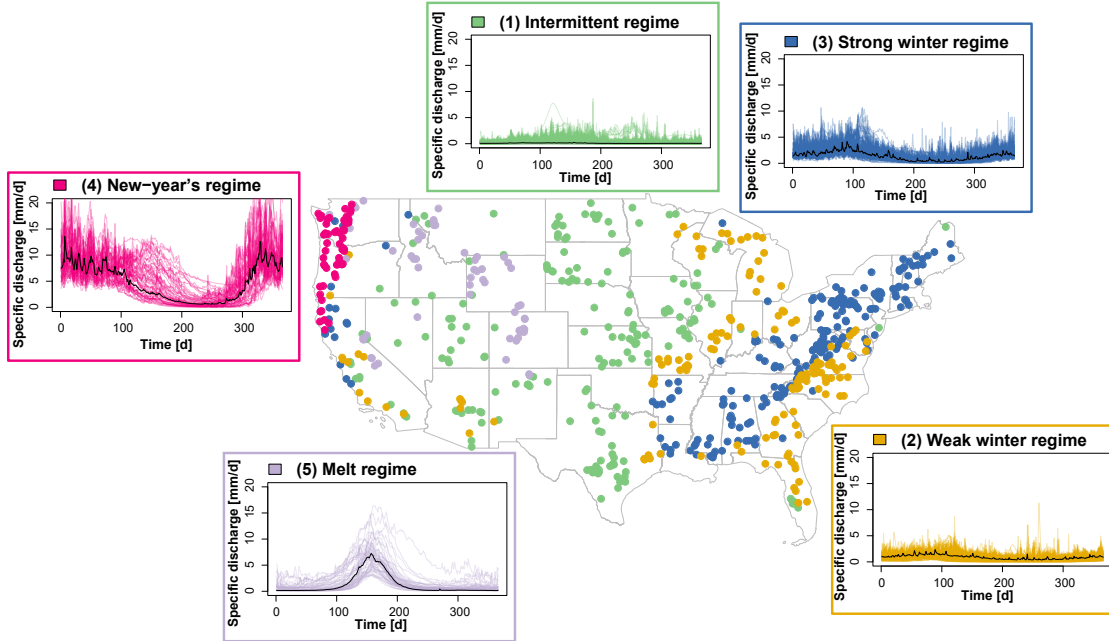 (1) Intermittent regime
Specific discharge [mm/d]
20
15
10
5
0
0 100 200 300
Time [d]
(3) Strong winter regime
Specific discharge [mm/d]
20
15
10
5
0
0 100 200 300
Time [d]
(4) New−year's regime
Specific discharge [mm/d]
20
15
10
5
0
0 100 200 300
Time [d]
(5) Melt regime
Specific discharge [mm/d]
20
15
10
5
0
0 100 200 300
Time [d]
(2) Weak winter regime
Specific discharge [mm/d]
20
15
10
5
0
0 100 200 300
Time [d]